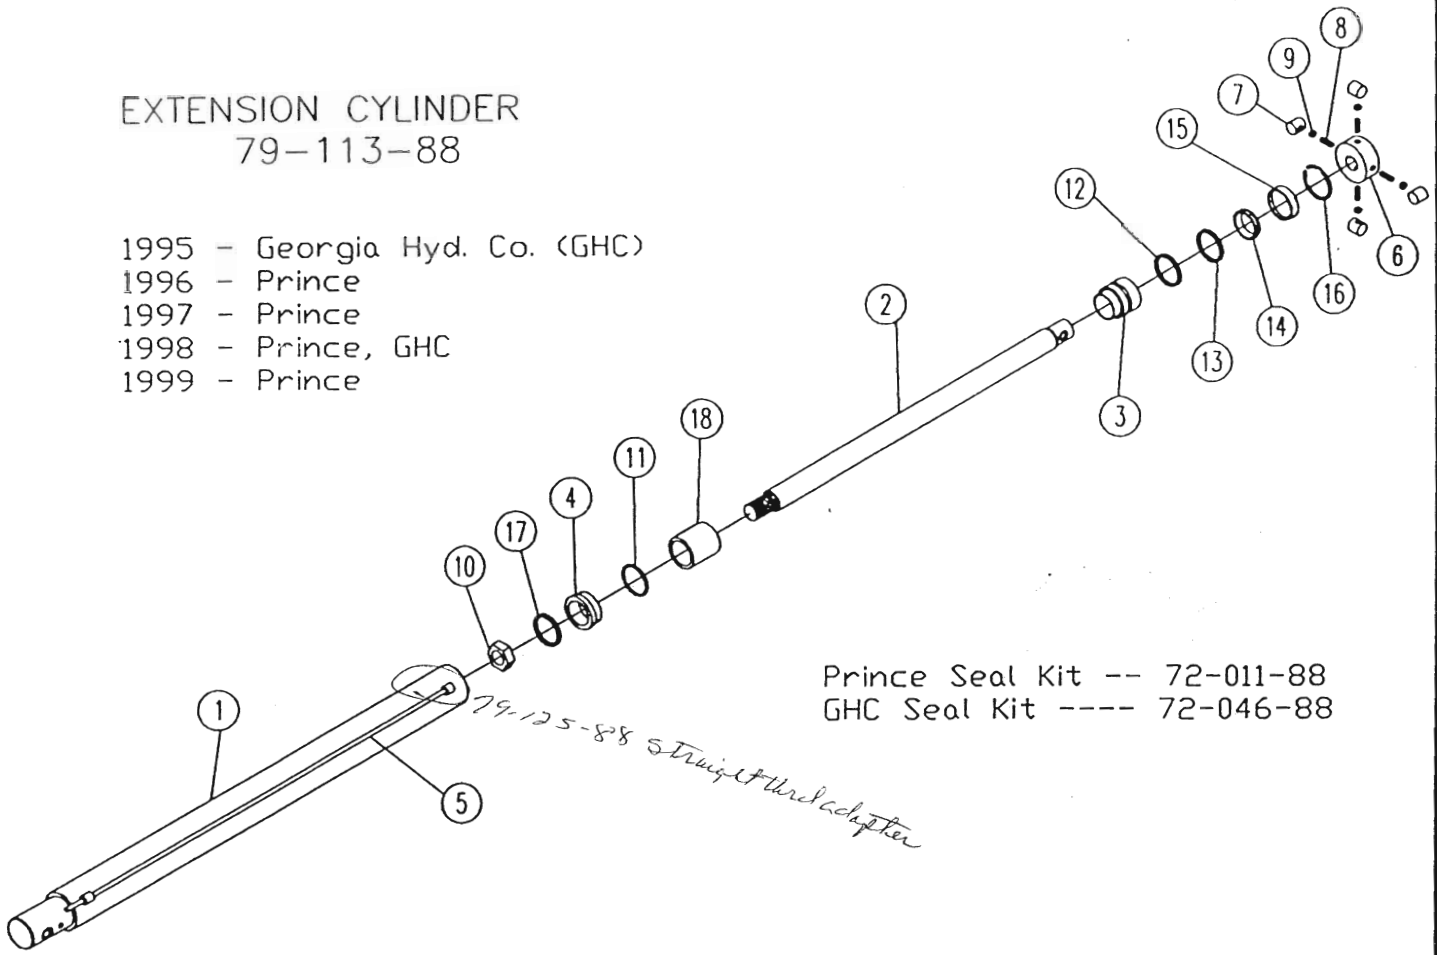 EXTENSION CYLINDER
79-113-88
1995 - Georgia Hyd. Co. (GHC)
1996 - Prince
1997 - Prince
1998 - Prince, GHC
1999 - Prince
8
9
7
15
12
6
16
14
2
13
3
18
11
4
17
10
Prince Seal Kit -- 72-011-88
GHC Seal Kit ---- 72-046-88
1
5
79-125-88 Straight thred adapter